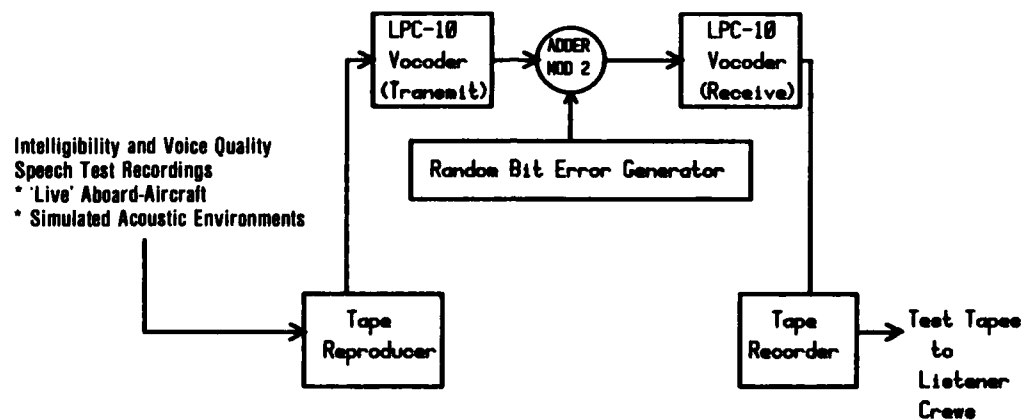 LPC-10
Vocoder
(Transmit)
ADDER
MOD 2
LPC-10
Vocoder
(Receive)
Intelligibility and Voice Quality
Speech Test Recordings
* 'Live' Aboard-Aircraft
* Simulated Acoustic Environments
Random Bit Error Generator
Tape
Reproducer
Tape
Recorder
Test Tapes
to
Listener
Crews